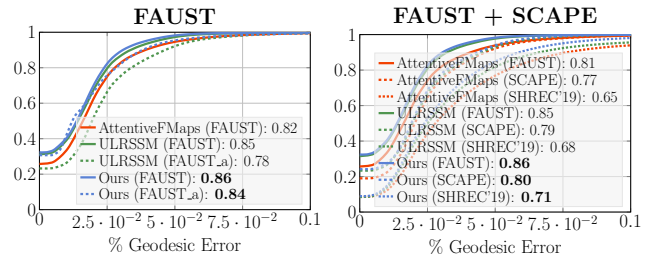 FAUST
1
0.8
0.6
0.4
0.2
0
0
2.5 · 10⁻²
5 · 10⁻²
7.5 · 10⁻²
0.1
% Geodesic Error
AttentiveFMaps (FAUST): 0.82
ULRSSM (FAUST): 0.85
ULRSSM (FAUST_a): 0.78
Ours (FAUST): 0.86
Ours (FAUST_a): 0.84
FAUST + SCAPE
1
0.8
0.6
0.4
0.2
0
0
2.5 · 10⁻²
5 · 10⁻²
7.5 · 10⁻²
0.1
% Geodesic Error
AttentiveFMaps (FAUST): 0.81
AttentiveFMaps (SCAPE): 0.77
AttentiveFMaps (SHREC'19): 0.65
ULRSSM (FAUST): 0.85
ULRSSM (SCAPE): 0.79
ULRSSM (SHREC'19): 0.68
Ours (FAUST): 0.86
Ours (SCAPE): 0.80
Ours (SHREC'19): 0.71